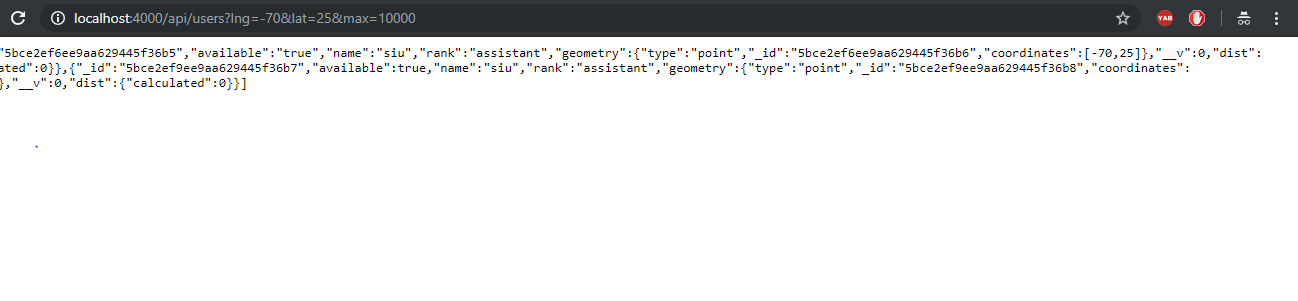 localhost:4000/api/users?lng=-70&lat=25&max=10000
YAB
"5bce2ef6ee9aa629445f36b5","available":"true","name":"siu","rank":"assistant","geometry":{"type":"point","_id":"5bce2ef6ee9aa629445f36b6","coordinates":[-70,25]},"__v":0,"dist":
ated":0}},{"_id":"5bce2ef9ee9aa629445f36b7","available":true,"name":"siu","rank":"assistant","geometry":{"type":"point","_id":"5bce2ef9ee9aa629445f36b8","coordinates":
},"__v":0,"dist":{"calculated":0}}]